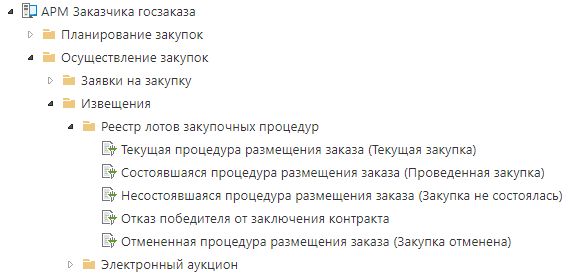 АРМ Заказчика госзаказа
Планирование закупок
Осуществление закупок
Заявки на закупку
Извещения
Реестр лотов закупочных процедур
Текущая процедура размещения заказа (Текущая закупка)
Состоявшаяся процедура размещения заказа (Проведенная закупка)
Несостоявшаяся процедура размещения заказа (Закупка не состоялась)
Отказ победителя от заключения контракта
Отмененная процедура размещения заказа (Закупка отменена)
Электронный аукцион